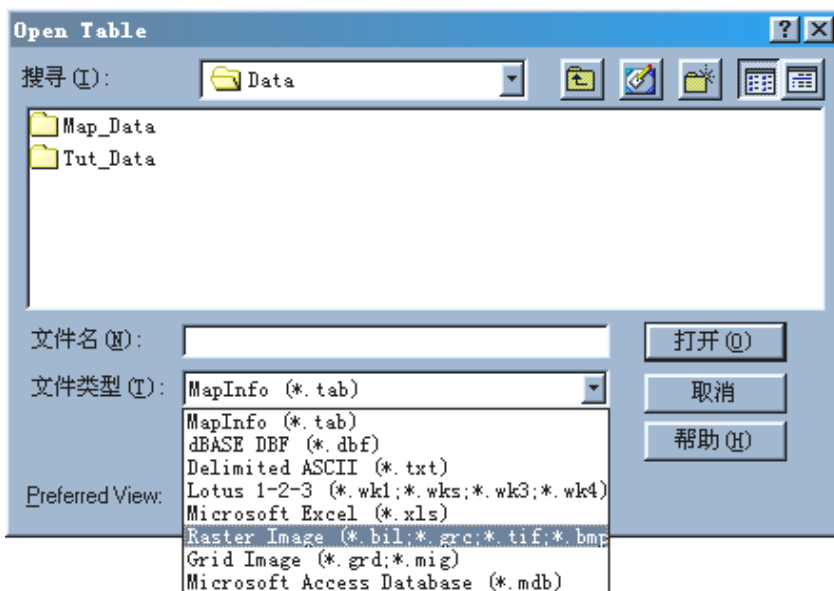 Open Table
搜寻(I):
Data
Map_Data
Tut_Data
文件名(N):
打开(O)
文件类型(T):
MapInfo (*.tab)
取消
MapInfo (*.tab)
dBASE DBF (*.dbf)
Delimited ASCII (*.txt)
帮助(H)
Lotus 1-2-3 (*.wk1;*.wks;*.wk3;*.wk4)
Preferred View:
Microsoft Excel (*.xls)
Raster Image (*.bil;*.grc;*.tif;*.bmp
Grid Image (*.grd;*.mig)
Microsoft Access Database (*.mdb)